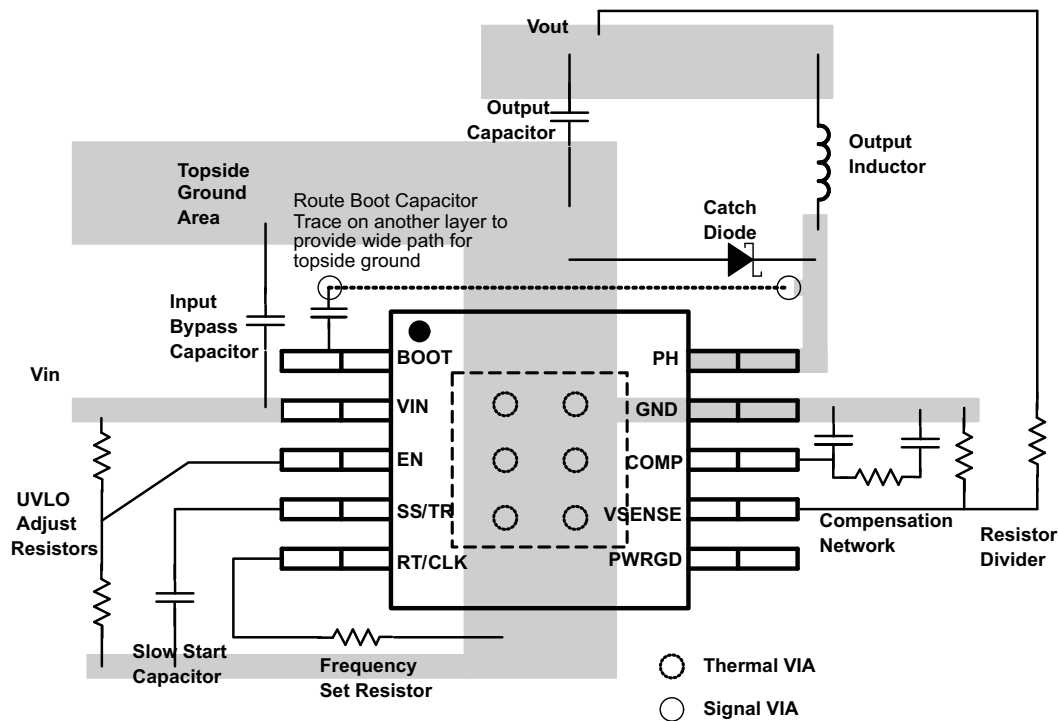 Vout
Output
Capacitor
Output
Inductor
Topside
Ground
Area
Route Boot Capacitor
Trace on another layer to
provide wide path for
topside ground
Catch
Diode
Input
Bypass
Capacitor
Vin
BOOT
VIN
EN
SS/TR
RT/CLK
PH
GND
COMP
VSENSE
PWRGD
UVLO
Adjust
Resistors
Compensation
Network
Resistor
Divider
Slow Start
Capacitor
Frequency
Set Resistor
Thermal VIA
Signal VIA